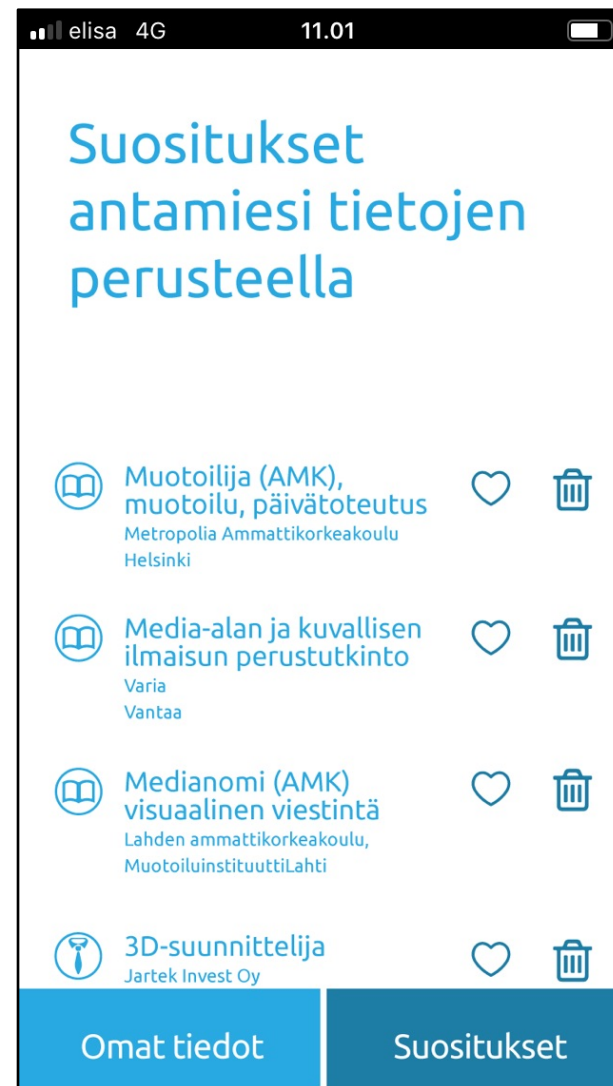 elisa 4G 11.01
Suositukset
antamiesi tietojen
perusteella
Muotoilija (AMK),
muotoilu, päivätoteutus
Metropolia Ammattikorkeakoulu
Helsinki
Media-alan ja kuvallisen
ilmaisun perustutkinto
Varia
Vantaa
Medianomi (AMK)
visuaalinen viestintä
Lahden ammattikorkeakoulu,
MuotoiluinstituuttiLahti
3D-suunnittelija
Jartek Invest Oy
Omat tiedot Suositukset